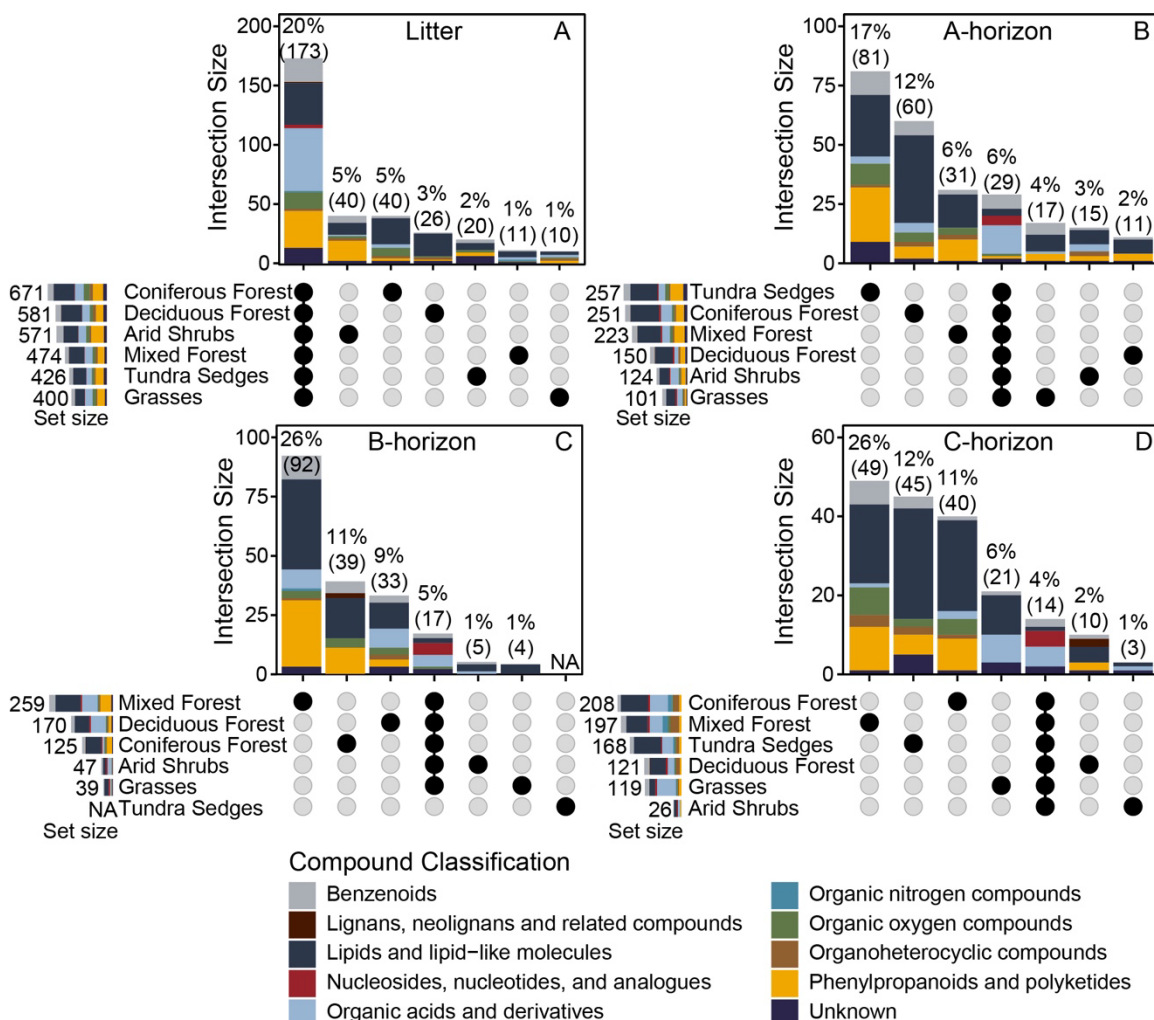 Litter
A
Intersection Size
200
150
100
50
0
20%
(173)
5%
(40)
5%
(40)
3%
(26)
2%
(20)
1%
(11)
1%
(10)
671 Coniferous Forest
581 Deciduous Forest
571 Arid Shrubs
474 Mixed Forest
426 Tundra Sedges
400 Grasses
Set size
A-horizon
B
Intersection Size
100
75
50
25
0
17%
(81)
12%
(60)
6%
(31)
6%
(29)
4%
(17)
3%
(15)
2%
(11)
257 Tundra Sedges
251 Coniferous Forest
223 Mixed Forest
150 Deciduous Forest
124 Arid Shrubs
101 Grasses
Set size
B-horizon
C
Intersection Size
100
75
50
25
0
26%
(92)
11%
(39)
9%
(33)
5%
(17)
1%
(5)
1%
(4)
NA
259 Mixed Forest
170 Deciduous Forest
125 Coniferous Forest
47 Arid Shrubs
39 Grasses
NA Tundra Sedges
Set size
C-horizon
D
Intersection Size
60
40
20
0
26%
(49)
12%
(45)
11%
(40)
6%
(21)
4%
(14)
2%
(10)
1%
(3)
208 Coniferous Forest
197 Mixed Forest
168 Tundra Sedges
121 Deciduous Forest
119 Grasses
26 Arid Shrubs
Set size
Compound Classification
Benzenoids
Lignans, neolignans and related compounds
Lipids and lipid−like molecules
Nucleosides, nucleotides, and analogues
Organic acids and derivatives
Organic nitrogen compounds
Organic oxygen compounds
Organoheterocyclic compounds
Phenylpropanoids and polyketides
Unknown